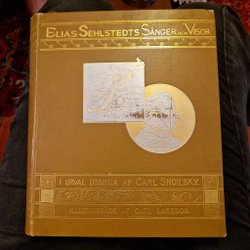 ELIAS SEHLSTEDTS SÅNGER OCH VISOR
I URVAL UTGIFNA AF CARL SNOILSKY.
ILLUSTRERADE AF CARL LARSSON.